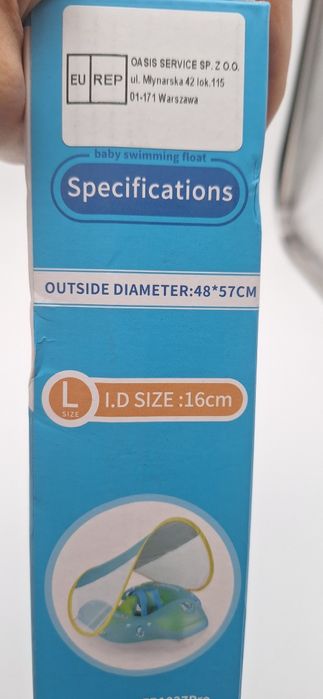 EU REP
OASIS SERVICE SP. Z O.O.
ul. Młynarska 42 lok.115
01-171 Warszawa
baby swimming float
Specifications
OUTSIDE DIAMETER:48*57CM
L
SIZE
I.D SIZE :16cm